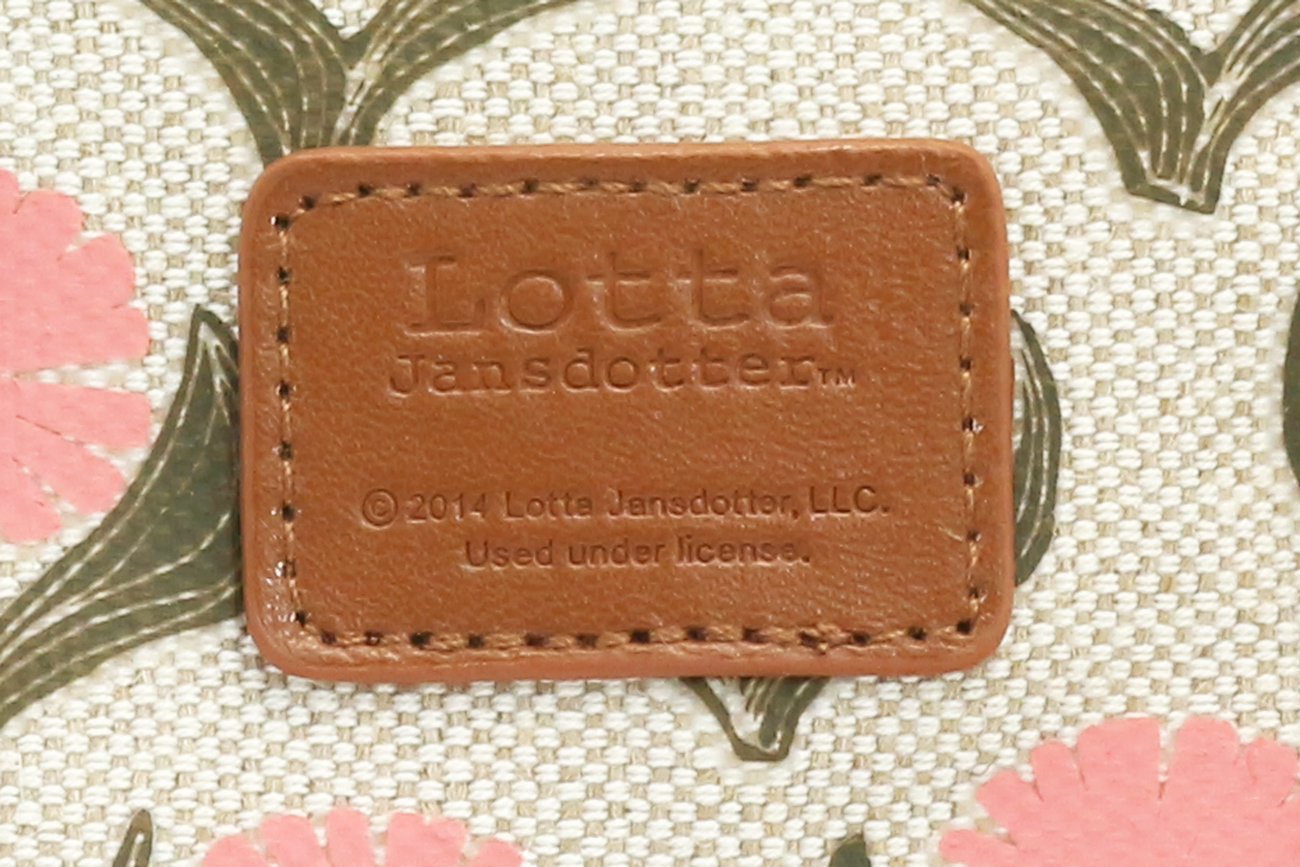 Lotta
Jansdotter™
© 2014 Lotta Jansdotter, LLC.
Used under license.